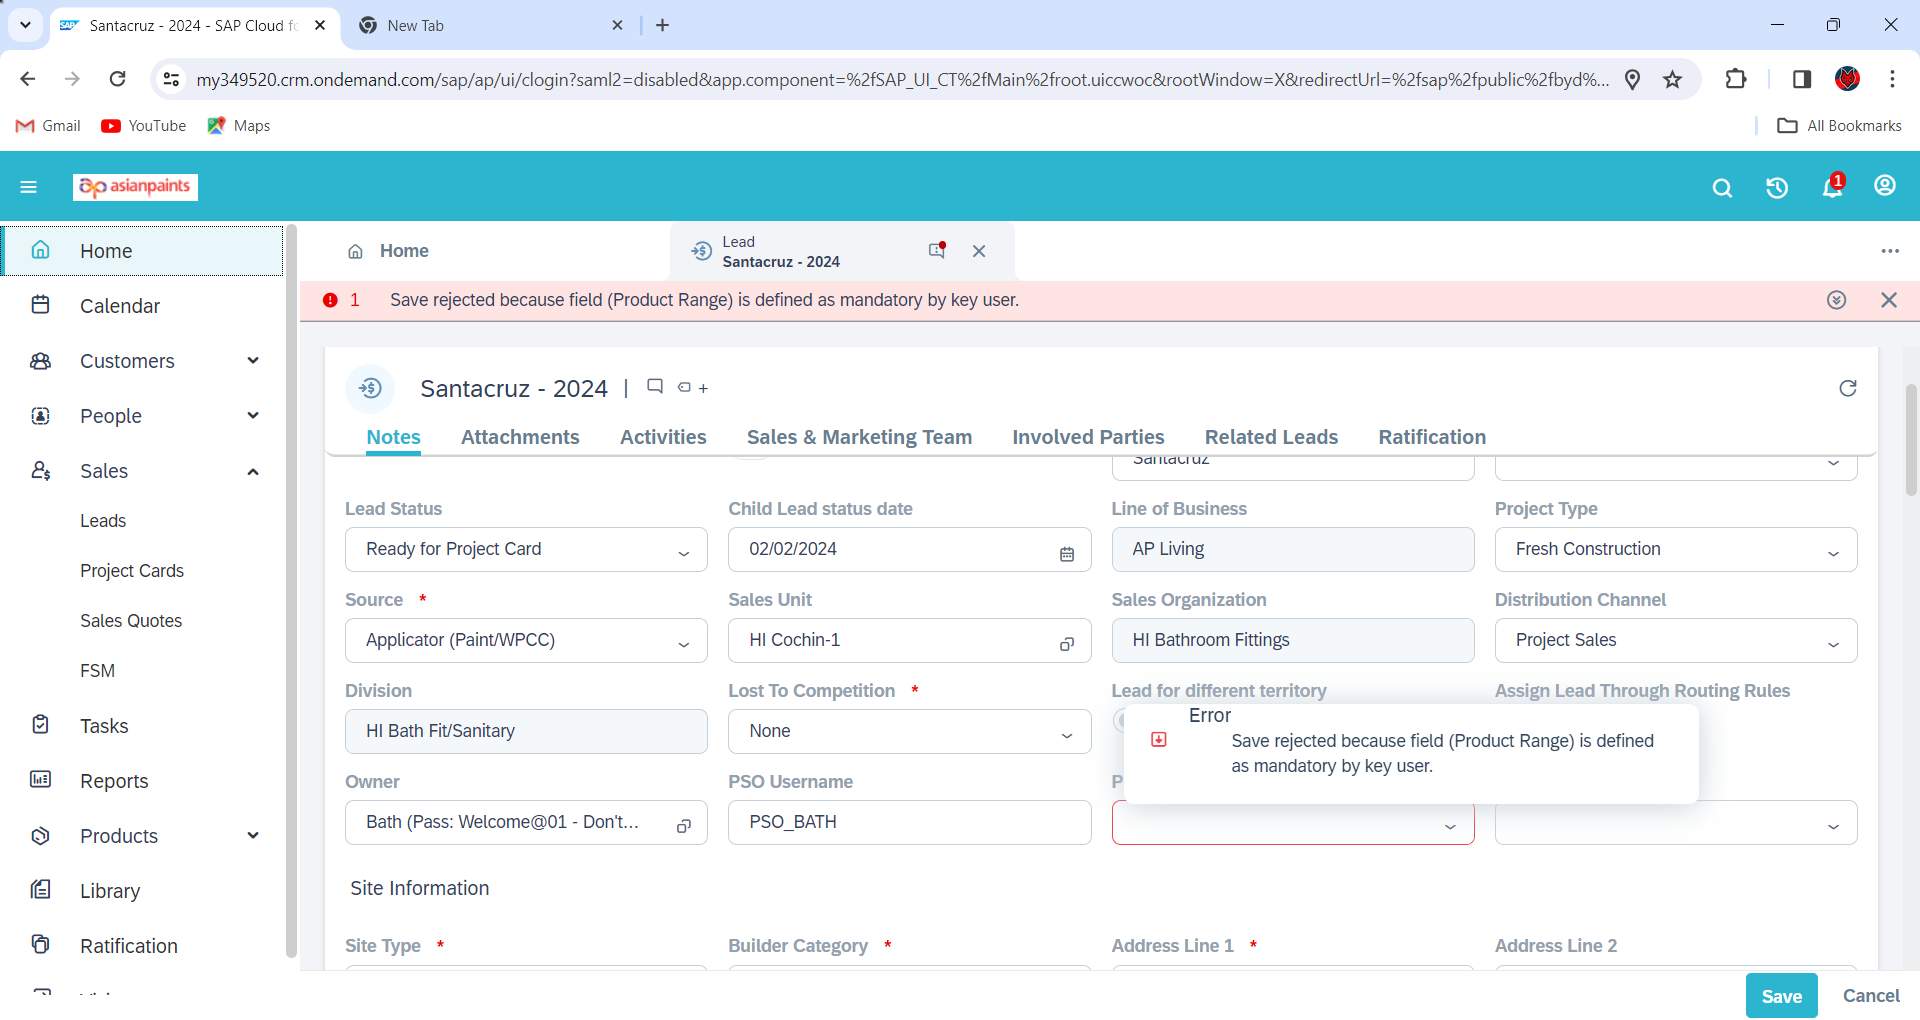 Santacruz - 2024 - SAP Cloud fo
New Tab
my349520.crm.ondemand.com/sap/ap/ui/clogin?saml2=disabled&app.component=%2fSAP_UI_CT%2fMain%2froot.uiccwoc&rootWindow=X&redirectUrl=%2fsap%2fpublic%2fbyd%...
Gmail
YouTube
Maps
All Bookmarks
asianpaints
1
Home
Calendar
Customers
People
Sales
Leads
Project Cards
Sales Quotes
FSM
Tasks
Reports
Products
Library
Ratification
Home
Lead
Santacruz - 2024
1 Save rejected because field (Product Range) is defined as mandatory by key user.
Santacruz - 2024 |
Notes Attachments Activities Sales & Marketing Team Involved Parties Related Leads Ratification
Santacruz
Lead Status Child Lead status date Line of Business Project Type
Ready for Project Card 02/02/2024 AP Living Fresh Construction
Source * Sales Unit Sales Organization Distribution Channel
Applicator (Paint/WPCC) HI Cochin-1 HI Bathroom Fittings Project Sales
Division Lost To Competition * Lead for different territory Assign Lead Through Routing Rules
HI Bath Fit/Sanitary None
Error
Save rejected because field (Product Range) is defined
as mandatory by key user.
Owner PSO Username P
Bath (Pass: Welcome@01 - Don't... PSO_BATH
Site Information
Site Type * Builder Category * Address Line 1 * Address Line 2
Save Cancel